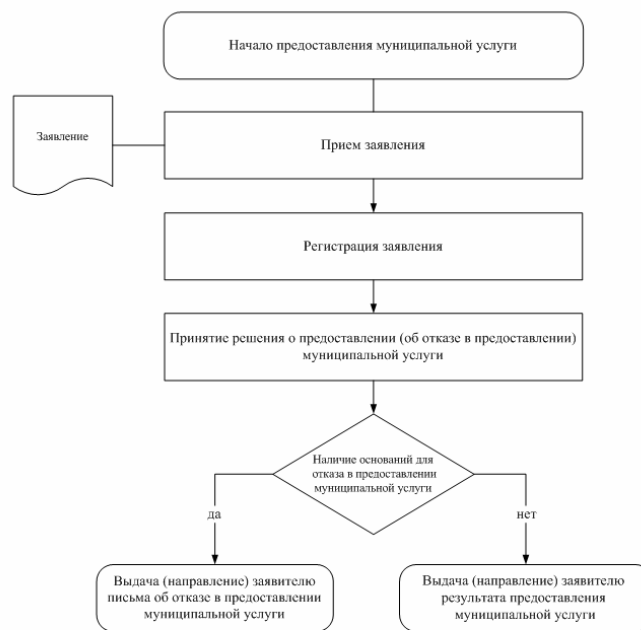 Начало предоставления муниципальной услуги
Заявление
Прием заявления
Регистрация заявления
Принятие решения о предоставлении (об отказе в предоставлении)
муниципальной услуги
Наличие оснований для
отказа в предоставлении
муниципальной услуги
да
нет
Выдача (направление) заявителю
письма об отказе в предоставлении
муниципальной услуги
Выдача (направление) заявителю
результата предоставления
муниципальной услуги